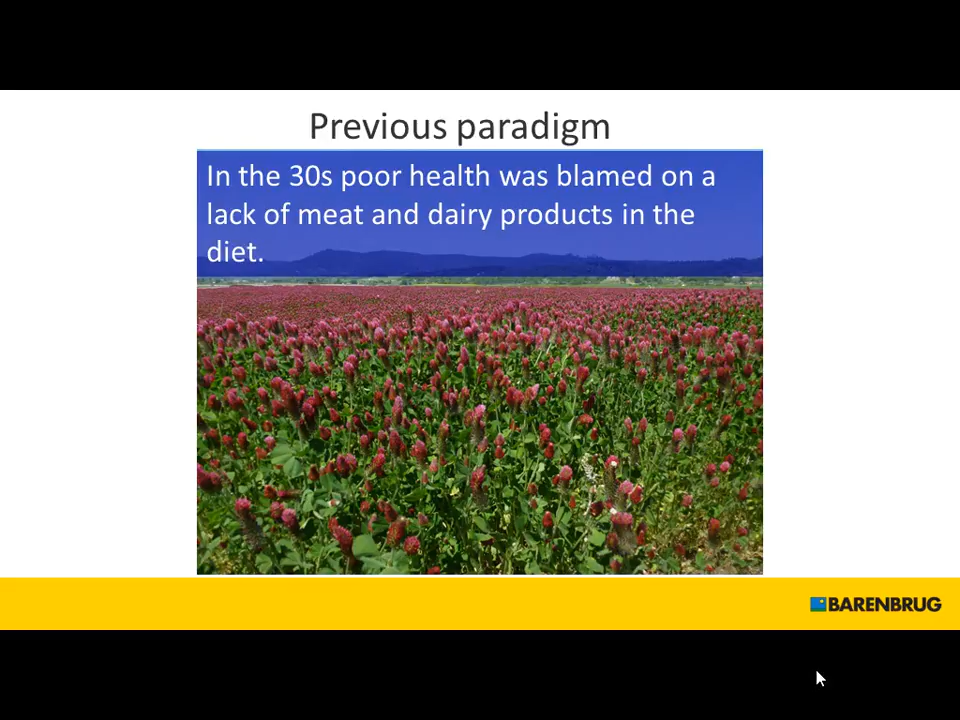 Previous paradigm
In the 30s poor health was blamed on a
lack of meat and dairy products in the
diet.
BARENBRUG